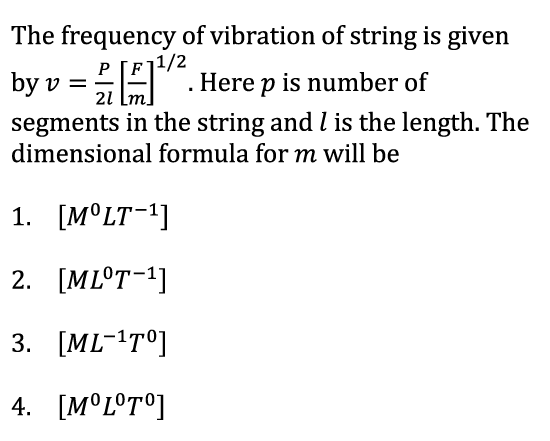 The frequency of vibration of string is given
by 𝑣 = P/2l [F/m]^1/2. Here p is number of
segments in the string and l is the length. The
dimensional formula for m will be
1. [M⁰LT⁻¹]
2. [ML⁰T⁻¹]
3. [ML⁻¹T⁰]
4. [M⁰L⁰T⁰]